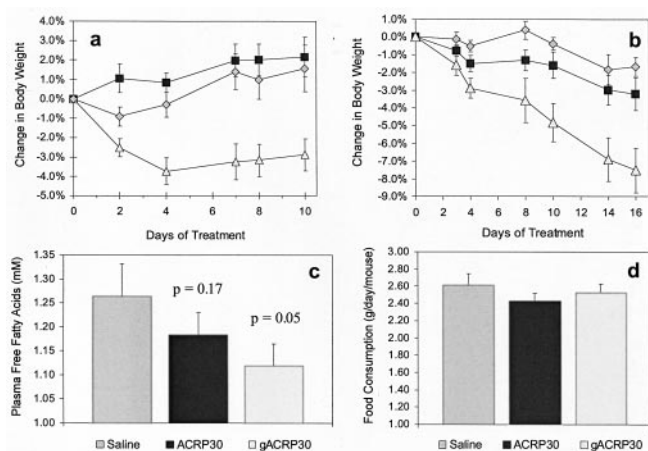 a
4.0%
3.0%
2.0%
1.0%
0.0%
-1.0%
-2.0%
-3.0%
-4.0%
-5.0%
Change in Body Weight
0 2 4 6 8 10
Days of Treatment
b
1.0%
0.0%
-1.0%
-2.0%
-3.0%
-4.0%
-5.0%
-6.0%
-7.0%
-8.0%
-9.0%
Change in Body Weight
0 2 4 6 8 10 12 14 16
Days of Treatment
c
1.35
1.30
1.25
1.20
1.15
1.10
1.05
1.00
Plasma Free Fatty Acids (mM)
p = 0.17
p = 0.05
Saline ACRP30 gACRP30
d
3.00
2.80
2.60
2.40
2.20
2.00
1.80
1.60
1.40
1.20
1.00
Food Consumption (g/day/mouse)
Saline ACRP30 gACRP30